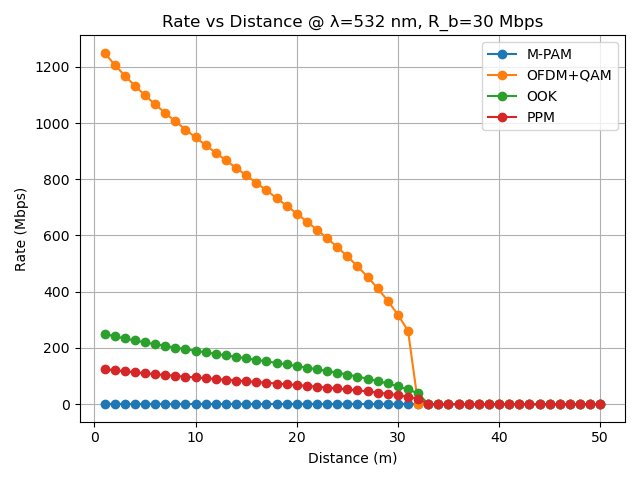 Rate vs Distance @ λ=532 nm, R_b=30 Mbps
M-PAM
OFDM+QAM
OOK
PPM
Rate (Mbps)
1200
1000
800
600
400
200
0
0 10 20 30 40 50
Distance (m)